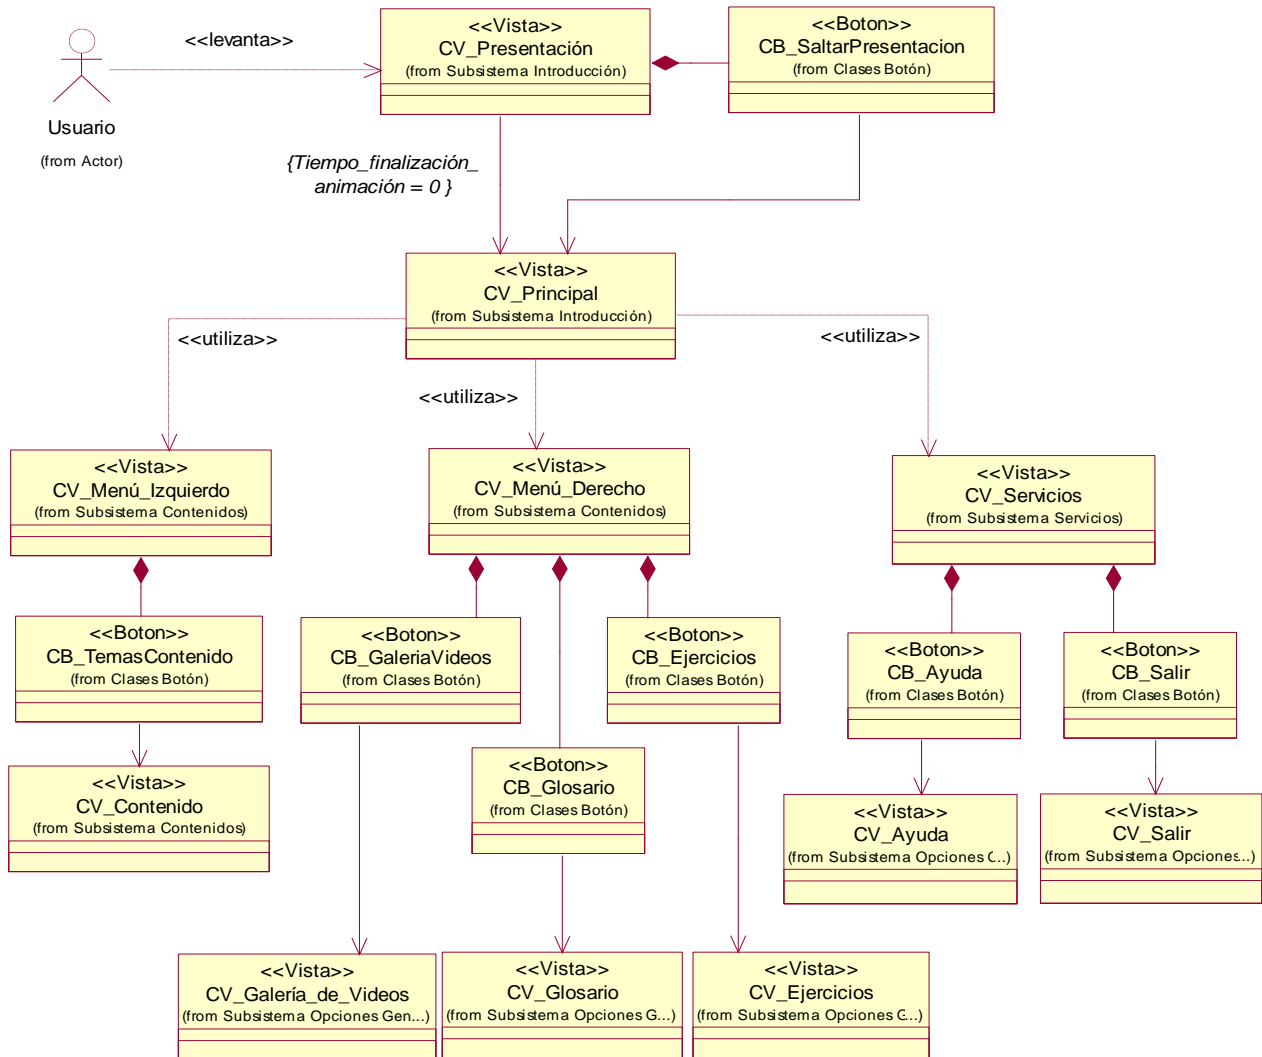 <<levanta>>
Usuario
(from Actor)
<<Vista>>
CV_Presentación
(from Subsistema Introducción)
<<Boton>>
CB_SaltarPresentacion
(from Clases Botón)
{Tiempo_finalización_
animación = 0 }
<<Vista>>
CV_Principal
(from Subsistema Introducción)
<<utiliza>>
<<utiliza>>
<<utiliza>>
<<Vista>>
CV_Menú_Izquierdo
(from Subsistema Contenidos)
<<Vista>>
CV_Menú_Derecho
(from Subsistema Contenidos)
<<Vista>>
CV_Servicios
(from Subsistema Servicios)
<<Boton>>
CB_TemasContenido
(from Clases Botón)
<<Boton>>
CB_GaleriaVideos
(from Clases Botón)
<<Boton>>
CB_Ejercicios
(from Clases Botón)
<<Boton>>
CB_Ayuda
(from Clases Botón)
<<Boton>>
CB_Salir
(from Clases Botón)
<<Vista>>
CV_Contenido
(from Subsistema Contenidos)
<<Boton>>
CB_Glosario
(from Clases Botón)
<<Vista>>
CV_Ayuda
(from Subsistema Opciones G...)
<<Vista>>
CV_Salir
(from Subsistema Opciones...)
<<Vista>>
CV_Galería_de_Videos
(from Subsistema Opciones Gen...)
<<Vista>>
CV_Glosario
(from Subsistema Opciones G...)
<<Vista>>
CV_Ejercicios
(from Subsistema Opciones G...)